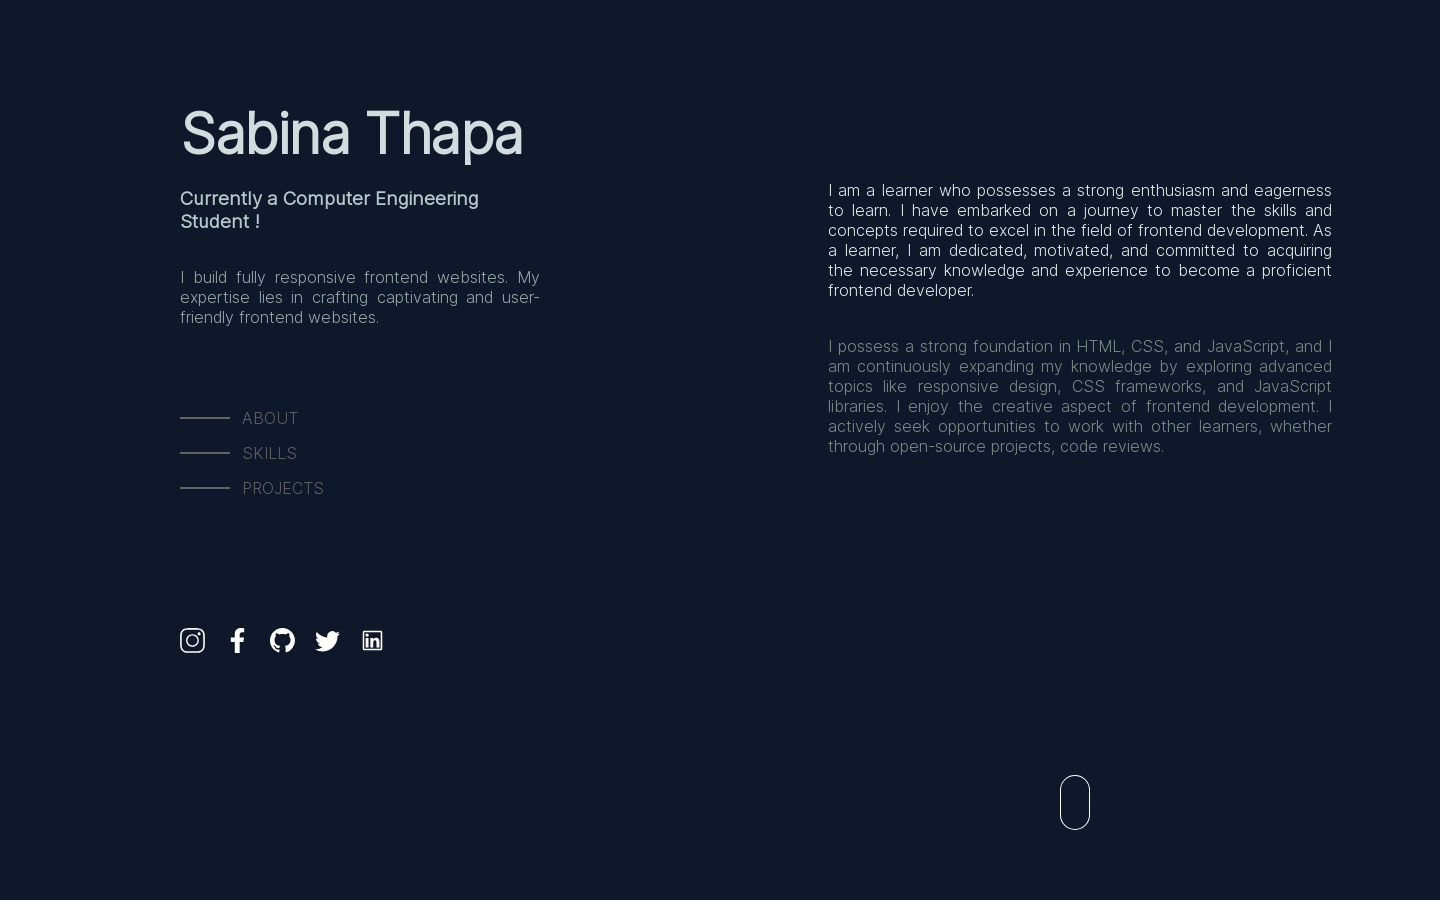 Sabina Thapa
Currently a Computer Engineering
Student !
I build fully responsive frontend websites. My
expertise lies in crafting captivating and user-
friendly frontend websites.
ABOUT
SKILLS
PROJECTS
I am a learner who possesses a strong enthusiasm and eagerness
to learn. I have embarked on a journey to master the skills and
concepts required to excel in the field of frontend development. As
a learner, I am dedicated, motivated, and committed to acquiring
the necessary knowledge and experience to become a proficient
frontend developer.
I possess a strong foundation in HTML, CSS, and JavaScript, and I
am continuously expanding my knowledge by exploring advanced
topics like responsive design, CSS frameworks, and JavaScript
libraries. I enjoy the creative aspect of frontend development. I
actively seek opportunities to work with other learners, whether
through open-source projects, code reviews.